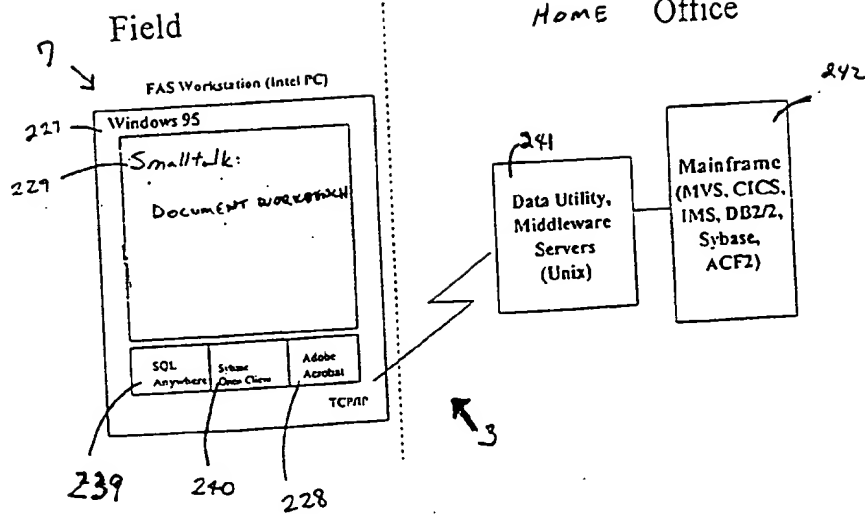 Field
HOME Office
7
FAS Workstation (Intel PC)
242
227
Windows 95
229
Smalltalk:
DOCUMENT WORKBENCH
241
Data Utility,
Middleware
Servers
(Unix)
Mainframe
(MVS, CICS,
IMS, DB2/2,
Sybase,
ACF2)
SQL
Anywhere
Sybase
Open Client
Adobe
Acrobat
TCP/IP
3
239
240
228